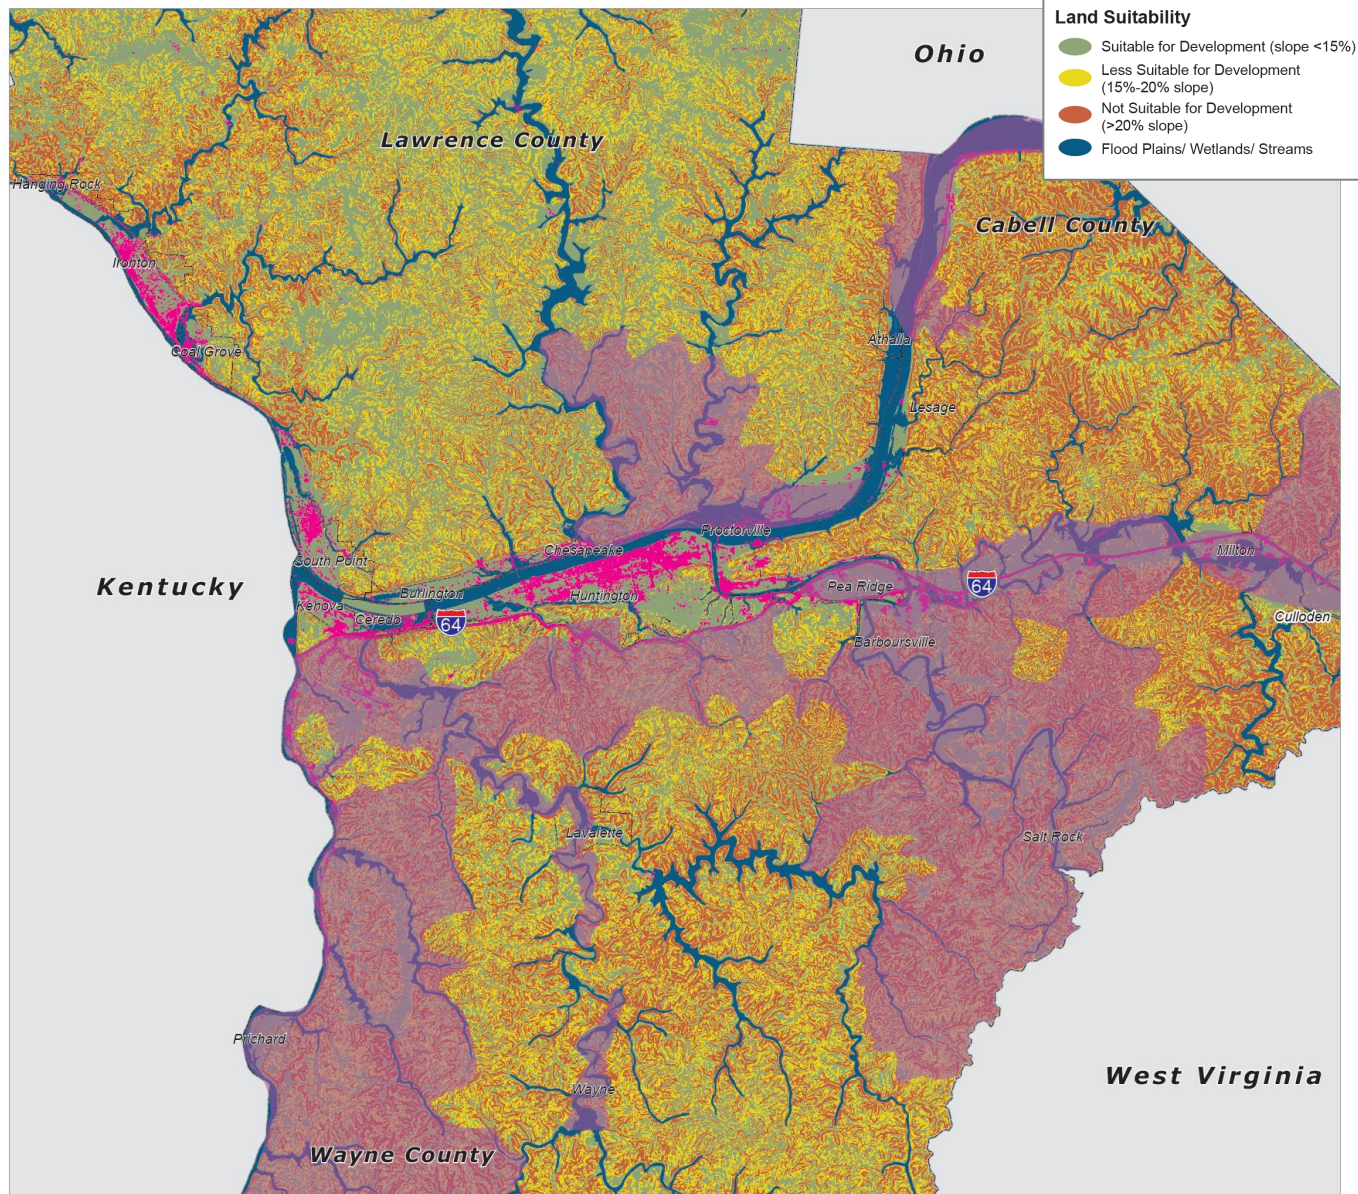 Land Suitability
Suitable for Development (slope <15%)
Less Suitable for Development
(15%-20% slope)
Not Suitable for Development
(>20% slope)
Flood Plains/ Wetlands/ Streams
Ohio
Lawrence County
Hanging Rock
Cabell County
Ironton
Athalia
Coal Grove
Lesage
Proctorville
Chesapeake
Milton
South Point
Kentucky
64
Pea Ridge
Burlington
Huntington
Kenova
Ceredo
64
Culloden
Barboursville
Lavalette
Salt Rock
Prichard
West Virginia
Wayne
Wayne County